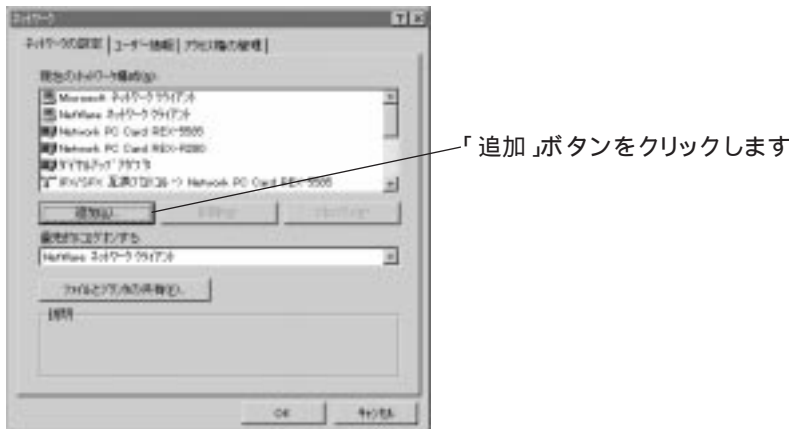 ネットワーク
ネットワークの設定 ユーザー情報 アクセス権の管理
現在のネットワーク構成(N):
Microsoft ネットワーク クライアント
NetWare ネットワーク クライアント
Network PC Card REX-5585
Network PC Card REX-R280
ダイヤルアップ アダプタ
IPX/SPX 互換プロトコル -> Network PC Card REX-5585
「追加」ボタンをクリックします
追加(A)...
優先的にログオンする
NetWare ネットワーク クライアント
ファイルとプリンタの共有(F)...
説明
OK キャンセル